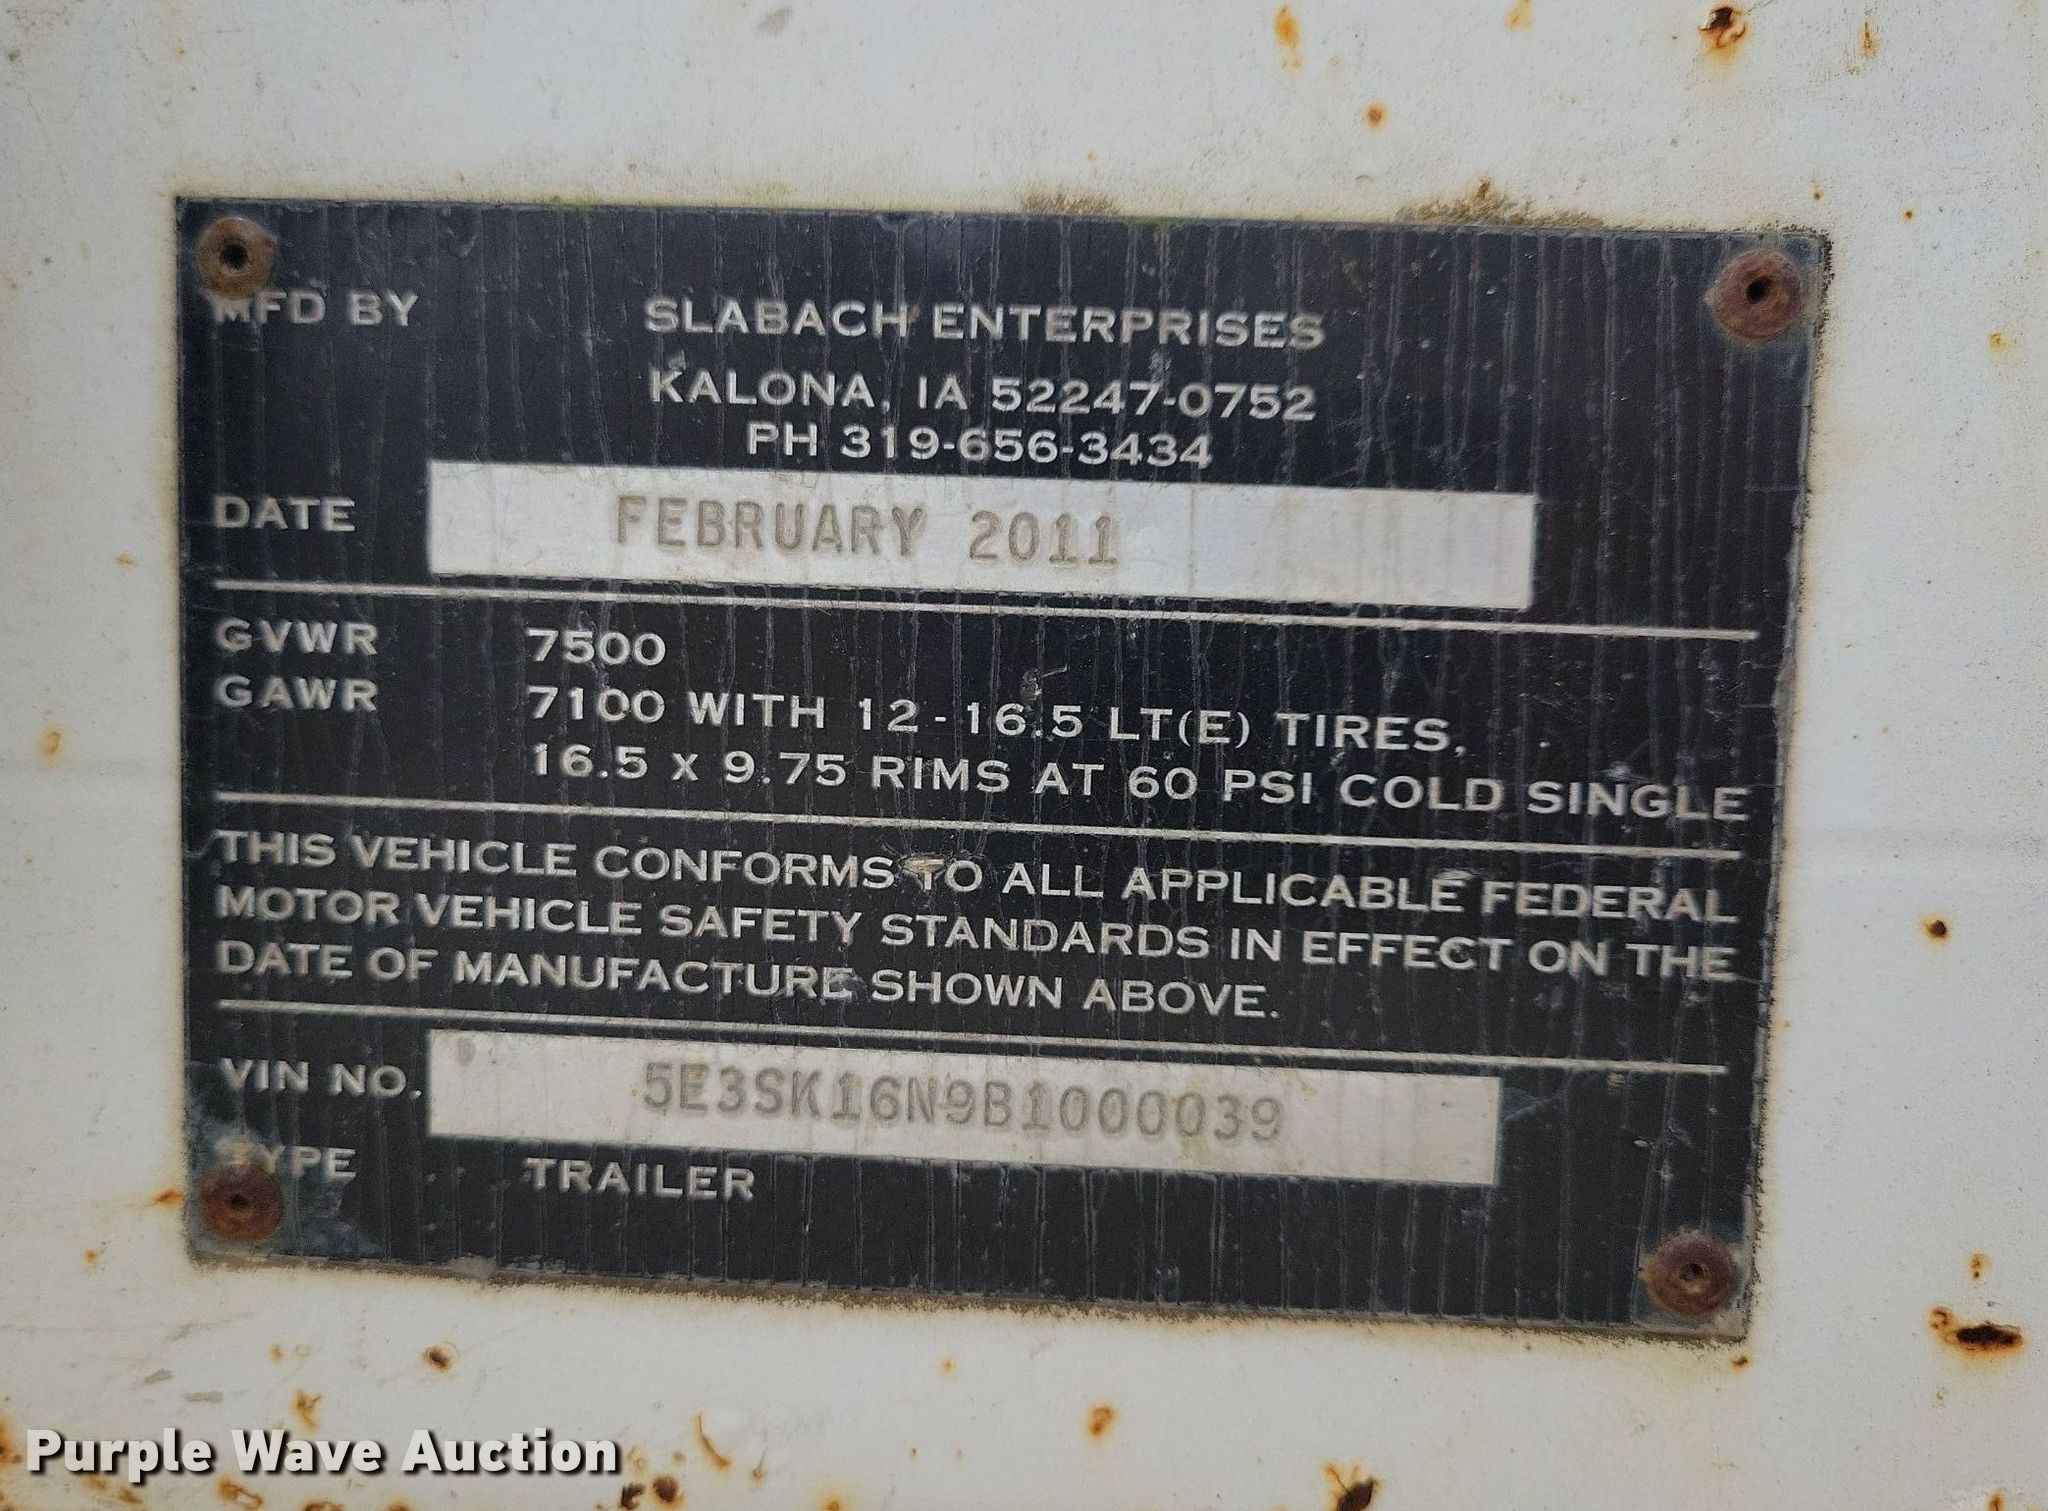 MFD BY SLABACH ENTERPRISES
KALONA, IA 52247-0752
PH 319-656-3434
DATE FEBRUARY 2011
GVWR 7500
GAWR 7100 WITH 12-16.5 LT(E) TIRES,
16.5 x 9.75 RIMS AT 60 PSI COLD SINGLE
THIS VEHICLE CONFORMS TO ALL APPLICABLE FEDERAL
MOTOR VEHICLE SAFETY STANDARDS IN EFFECT ON THE
DATE OF MANUFACTURE SHOWN ABOVE.
VIN NO. 5E3SK16N9B1000039
TYPE TRAILER
Purple Wave Auction